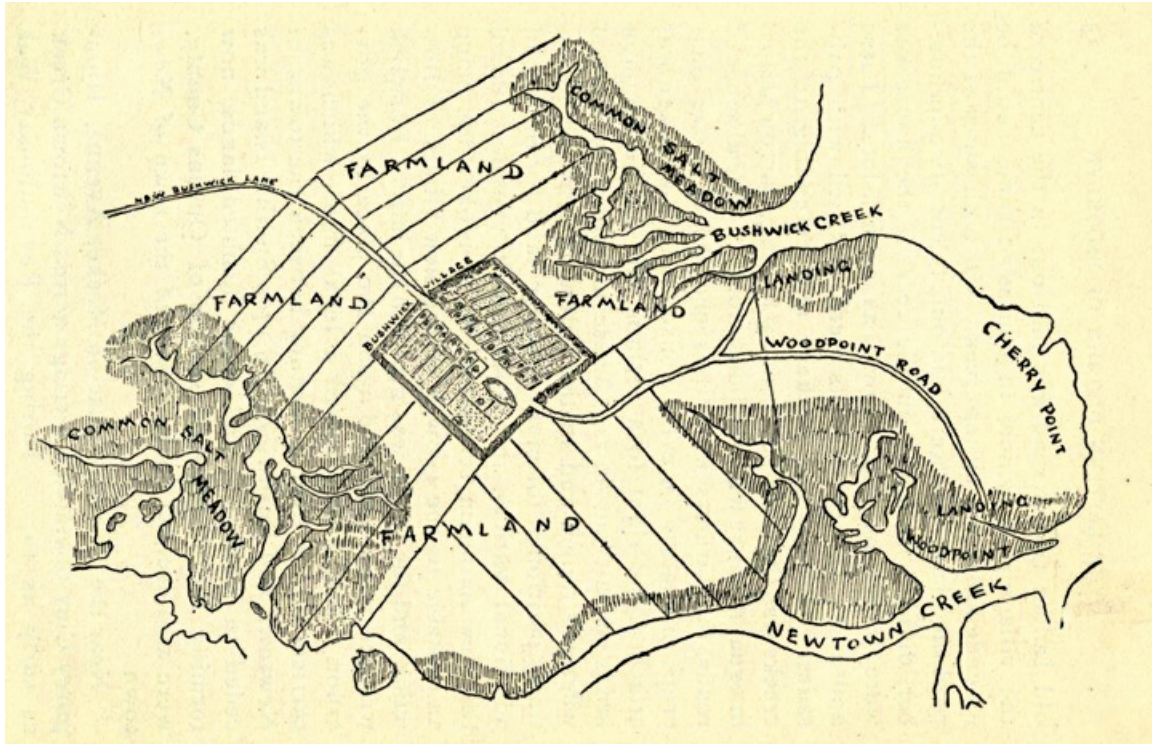 COMMON SALT MEADOW
FARMLAND
NEW BUSHWICK LANE
BUSHWICK CREEK
BUSHWICK VILLAGE
LANDING
FARMLAND
FARMLAND
CHERRY POINT
WOODPOINT ROAD
COMMON SALT MEADOW
FARMLAND
LANDING
WOODPOINT
NEWTOWN CREEK